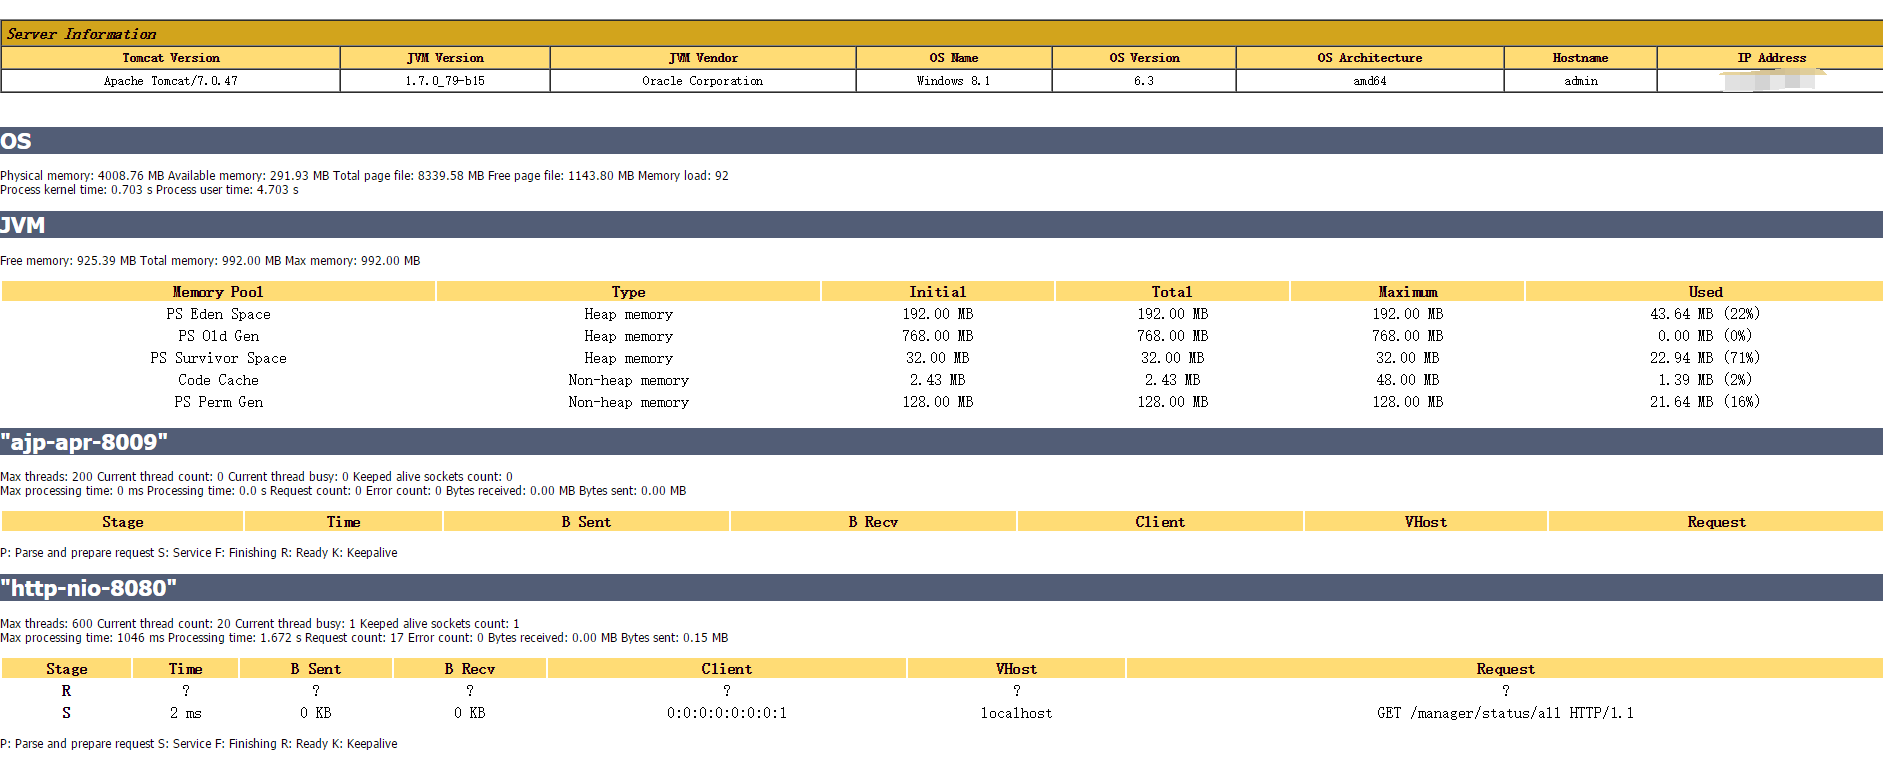 Server Information
Tomcat Version JVM Version JVM Vendor OS Name OS Version OS Architecture Hostname IP Address
Apache Tomcat/7.0.47 1.7.0_79-b15 Oracle Corporation Windows 8.1 6.3 amd64 admin
OS
Physical memory: 4008.76 MB Available memory: 291.93 MB Total page file: 8339.58 MB Free page file: 1143.80 MB Memory load: 92
Process kernel time: 0.703 s Process user time: 4.703 s
JVM
Free memory: 925.39 MB Total memory: 992.00 MB Max memory: 992.00 MB
Memory Pool Type Initial Total Maximum Used
PS Eden Space Heap memory 192.00 MB 192.00 MB 192.00 MB 43.64 MB (22%)
PS Old Gen Heap memory 768.00 MB 768.00 MB 768.00 MB 0.00 MB (0%)
PS Survivor Space Heap memory 32.00 MB 32.00 MB 32.00 MB 22.94 MB (71%)
Code Cache Non-heap memory 2.43 MB 2.43 MB 48.00 MB 1.39 MB (2%)
PS Perm Gen Non-heap memory 128.00 MB 128.00 MB 128.00 MB 21.64 MB (16%)
"ajp-apr-8009"
Max threads: 200 Current thread count: 0 Current thread busy: 0 Keeped alive sockets count: 0
Max processing time: 0 ms Processing time: 0.0 s Request count: 0 Error count: 0 Bytes received: 0.00 MB Bytes sent: 0.00 MB
Stage Time B Sent B Recv Client VHost Request
P: Parse and prepare request S: Service F: Finishing R: Ready K: Keepalive
"http-nio-8080"
Max threads: 600 Current thread count: 20 Current thread busy: 1 Keeped alive sockets count: 1
Max processing time: 1046 ms Processing time: 1.672 s Request count: 17 Error count: 0 Bytes received: 0.00 MB Bytes sent: 0.15 MB
Stage Time B Sent B Recv Client VHost Request
R ? ? ? ? ? ?
S 2 ms 0 KB 0 KB 0:0:0:0:0:0:0:1 localhost GET /manager/status/all HTTP/1.1
P: Parse and prepare request S: Service F: Finishing R: Ready K: Keepalive